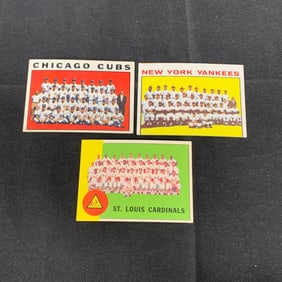 CHICAGO CUBS
NEW YORK YANKEES
ST. LOUIS CARDINALS